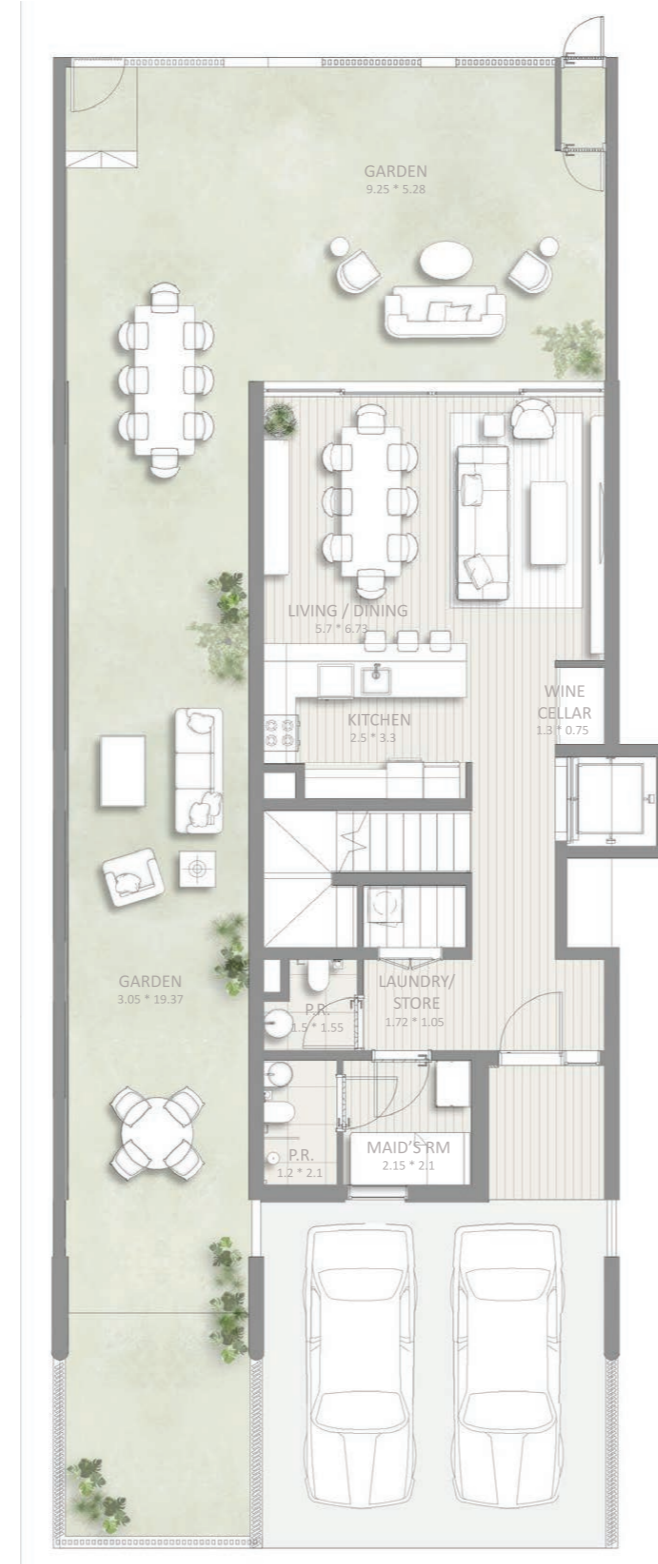 GARDEN
9.25 * 5.28
LIVING / DINING
5.7 * 6.73
KITCHEN
2.5 * 3.3
WINE
CELLAR
1.3 * 0.75
GARDEN
3.05 * 19.37
LAUNDRY/
STORE
1.72 * 1.05
P.R.
1.5 * 1.55
P.R.
1.2 * 2.1
MAID'S RM
2.15 * 2.1